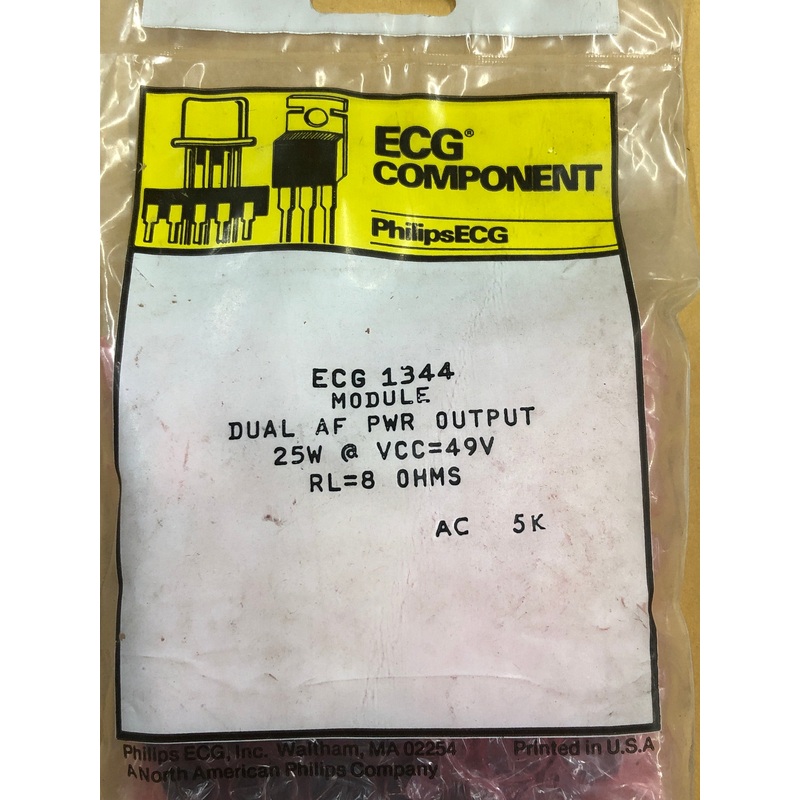 ECG®
COMPONENT
PhilipsECG
ECG 1344
MODULE
DUAL AF PWR OUTPUT
25W @ VCC=49V
RL=8 OHMS
AC 5K
Philips ECG, Inc. Waltham, MA 02254 Printed in U.S.A
A North American Philips Company